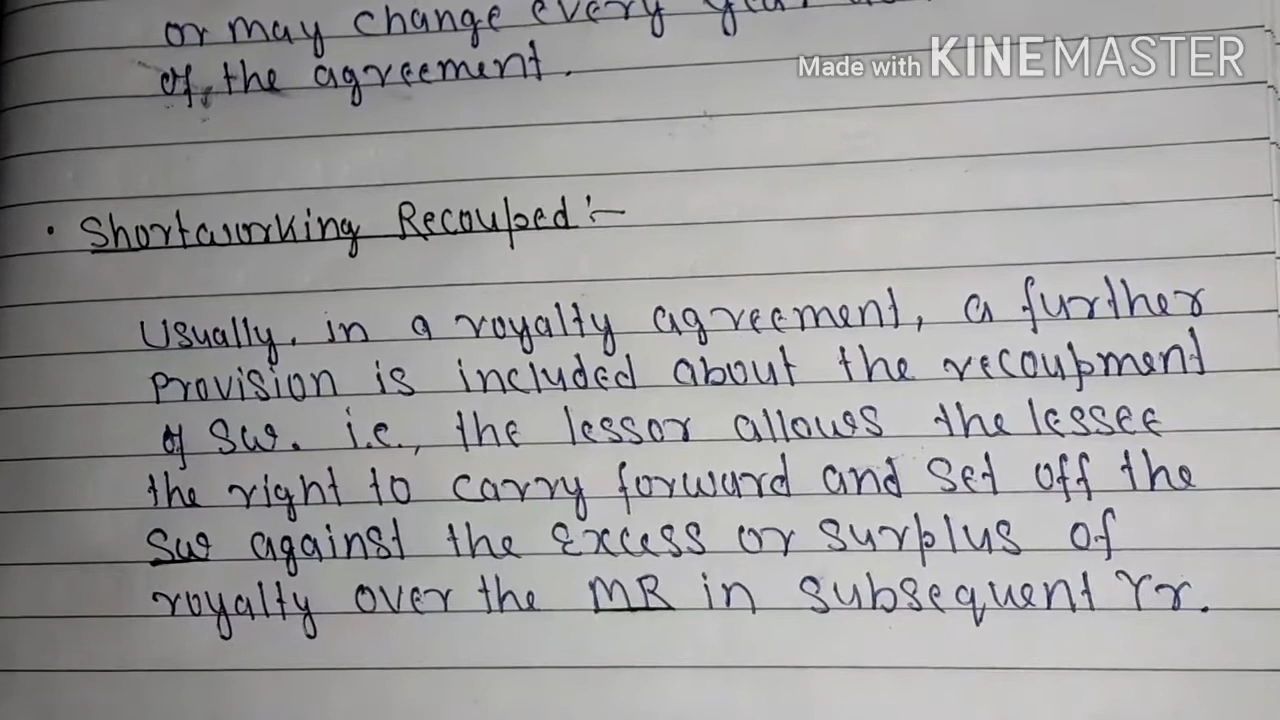 or may change every year
of the agreement.
Made with KINEMASTER
• Shortworking Recouped :-
Usually, in a royalty agreement, a further
provision is included about the recoupment
of Sw. i.e., the lessor allows the lessee
the right to carry forward and set off the
Sw against the excess or surplus of
royalty over the MR in subsequent Yr.